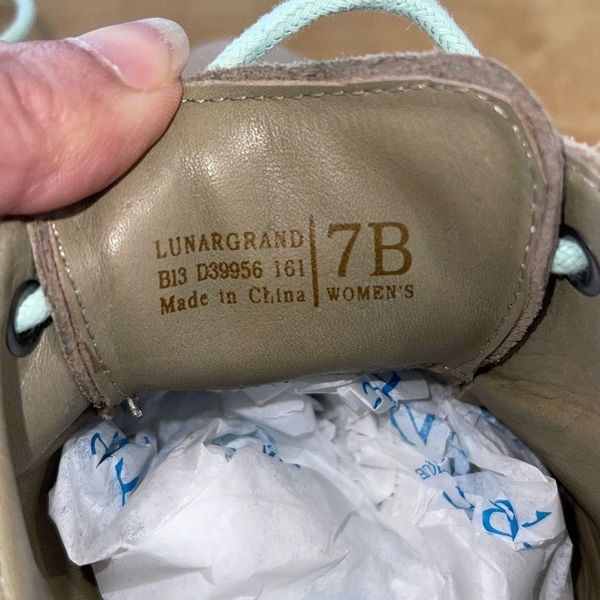 LUNARGRAND
B13 D39956 161
Made in China
7B
WOMEN'S